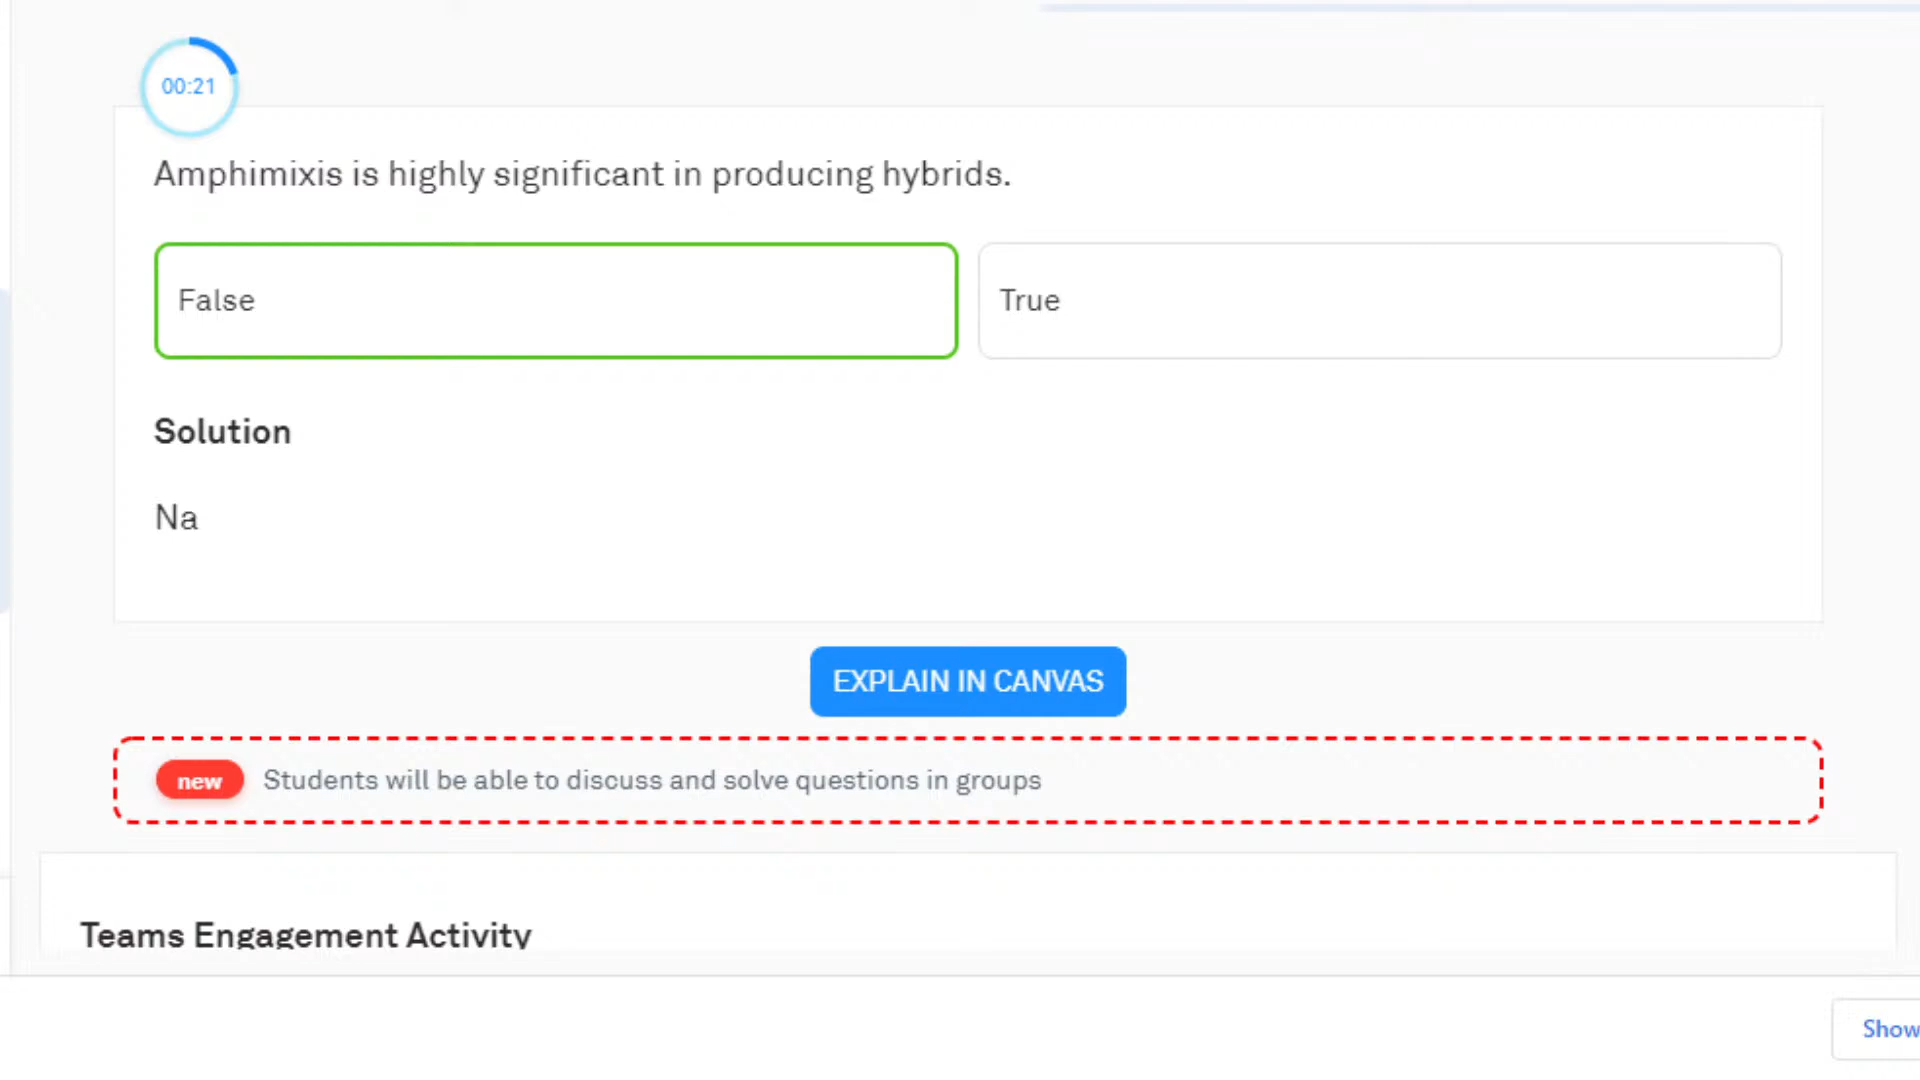 00:21
Amphimixis is highly significant in producing hybrids.
False
True
Solution
Na
EXPLAIN IN CANVAS
new Students will be able to discuss and solve questions in groups
Teams Engagement Activity
Show